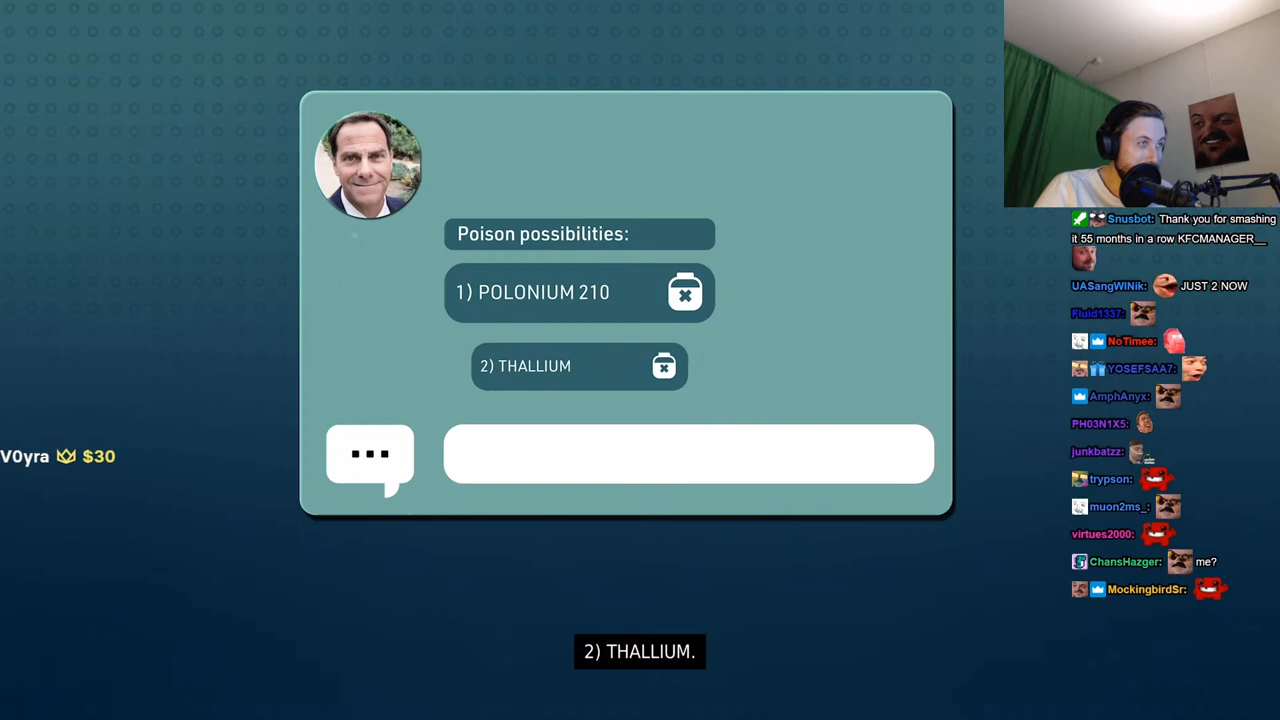 Poison possibilities:
1) POLONIUM 210
2) THALLIUM
V0yra $30
2) THALLIUM.
Snusbot: Thank you for smashing
it 55 months in a row KFCMANAGER__
UASangWINik: JUST 2 NOW
Fluid1337:
NoTimee:
YOSEFSAA7:
AmphAnyx:
PH03N1X5:
junkbatzz:
trypson:
muon2ms_:
virtues2000:
ChansHazger: me?
MockingbirdSr: